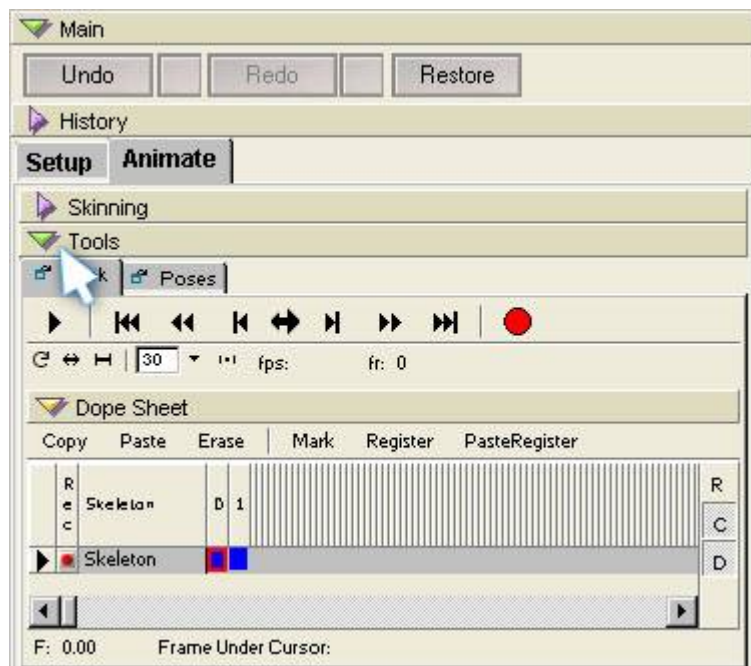 Main
Undo Redo Restore
History
Setup Animate
Skinning
Tools
Poses
30 fps: fr: 0
Dope Sheet
Copy Paste Erase Mark Register PasteRegister
Rec Skeleton D 1 R
C
Skeleton D
F: 0.00 Frame Under Cursor: